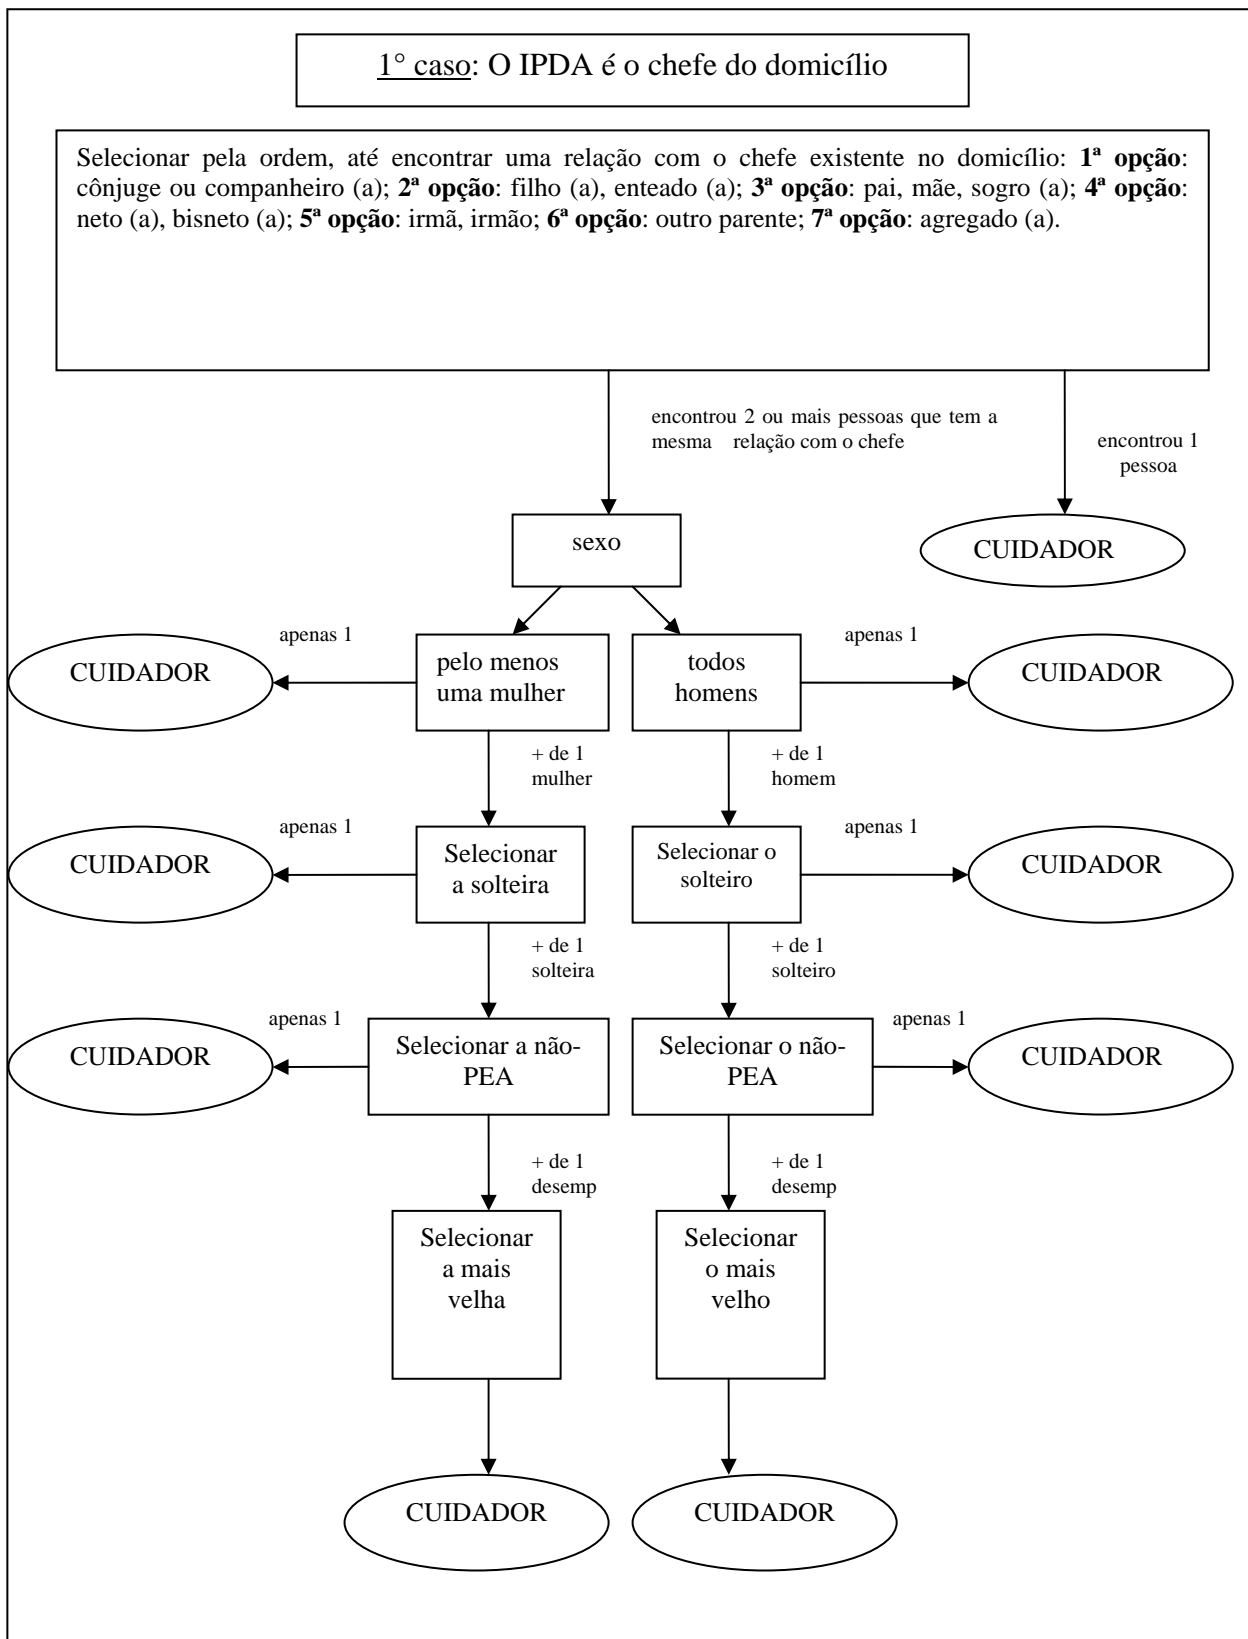 1° caso: O IPDA é o chefe do domicílio
Selecionar pela ordem, até encontrar uma relação com o chefe existente no domicílio: 1ª opção:
cônjuge ou companheiro (a); 2ª opção: filho (a), enteado (a); 3ª opção: pai, mãe, sogro (a); 4ª opção:
neto (a), bisneto (a); 5ª opção: irmã, irmão; 6ª opção: outro parente; 7ª opção: agregado (a).
encontrou 2 ou mais pessoas que tem a
mesma relação com o chefe
encontrou 1
pessoa
sexo
CUIDADOR
apenas 1
apenas 1
CUIDADOR
pelo menos
uma mulher
todos
homens
CUIDADOR
+ de 1
mulher
+ de 1
homem
apenas 1
apenas 1
CUIDADOR
Selecionar
a solteira
Selecionar o
solteiro
CUIDADOR
+ de 1
solteira
+ de 1
solteiro
apenas 1
apenas 1
CUIDADOR
Selecionar a não-
PEA
Selecionar o não-
PEA
CUIDADOR
+ de 1
desemp
+ de 1
desemp
Selecionar
a mais
velha
Selecionar
o mais
velho
CUIDADOR
CUIDADOR